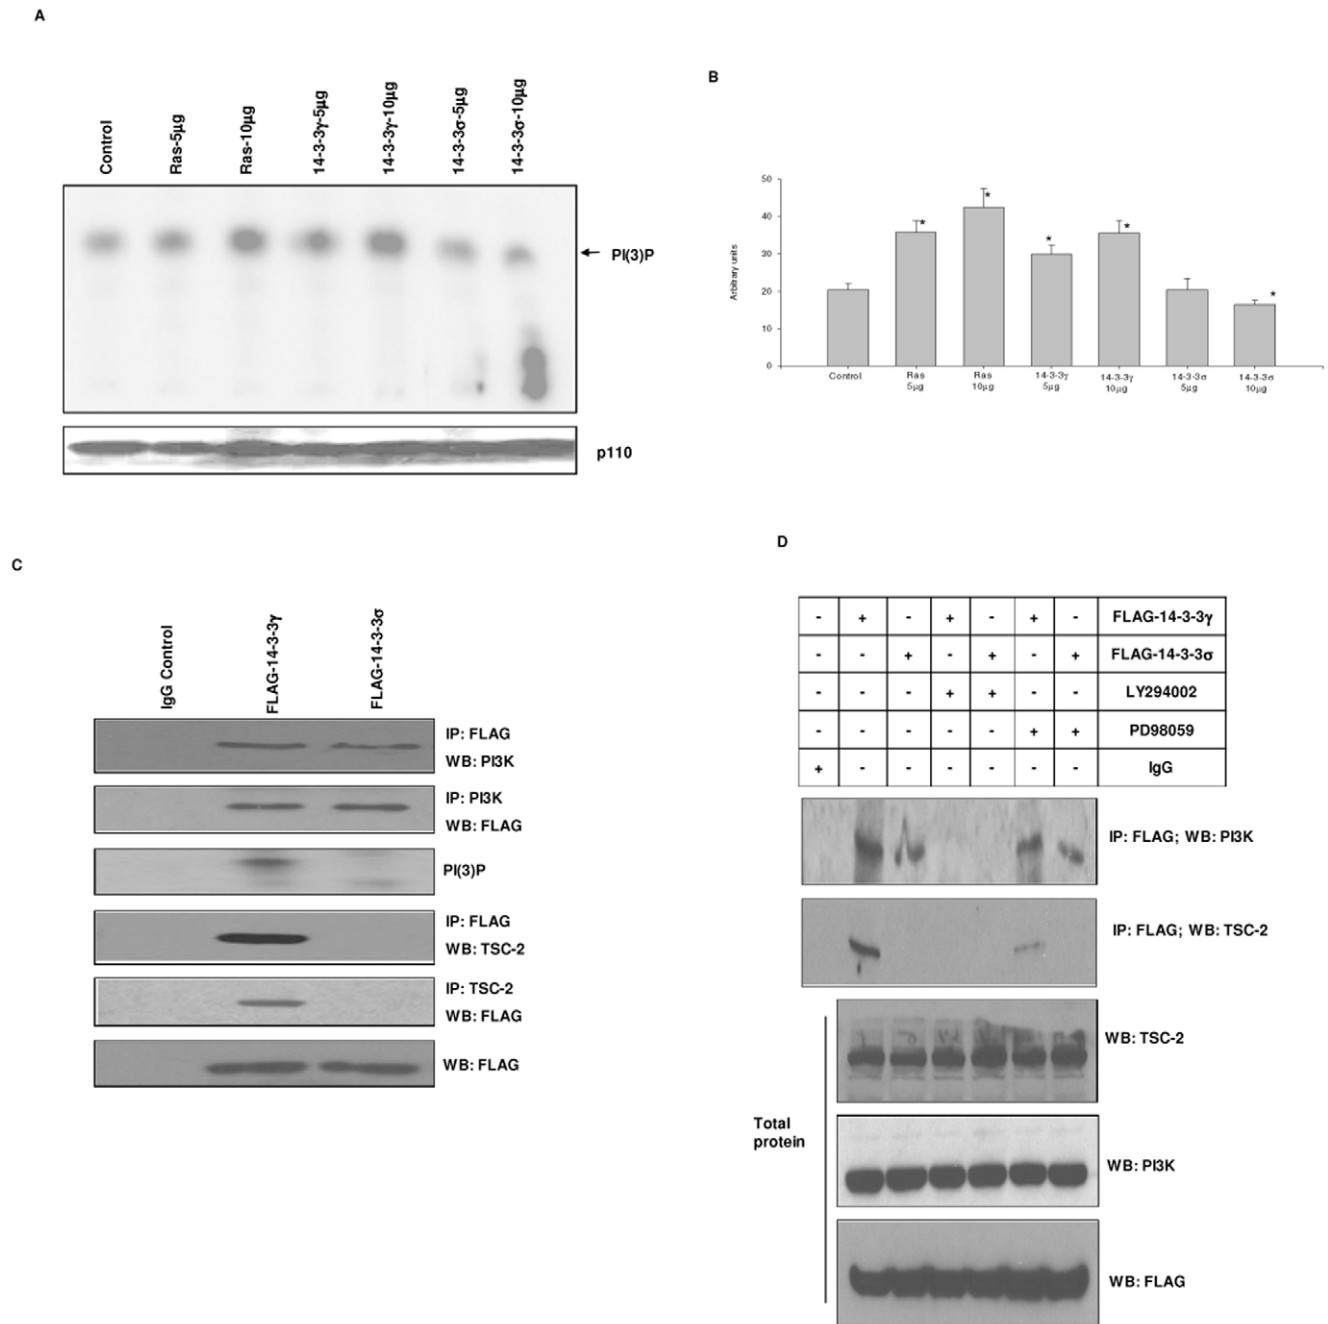 A
Control
Ras-5μg
Ras-10μg
14-3-3γ-5μg
14-3-3γ-10μg
14-3-3σ-5μg
14-3-3σ-10μg
PI(3)P
p110
B
50
40
30
20
10
0
Arbitrary units
* * * * *
Control Ras 5μg Ras 10μg 14-3-3γ 5μg 14-3-3γ 10μg 14-3-3σ 5μg 14-3-3σ 10μg
C
IgG Control
FLAG-14-3-3γ
FLAG-14-3-3σ
IP: FLAG
WB: PI3K
IP: PI3K
WB: FLAG
PI(3)P
IP: FLAG
WB: TSC-2
IP: TSC-2
WB: FLAG
WB: FLAG
D
- + - + - + - FLAG-14-3-3γ
- - + - + - + FLAG-14-3-3σ
- - - + + - - LY294002
- - - - - + + PD98059
+ - - - - - - IgG
IP: FLAG; WB: PI3K
IP: FLAG; WB: TSC-2
WB: TSC-2
Total
protein
WB: PI3K
WB: FLAG